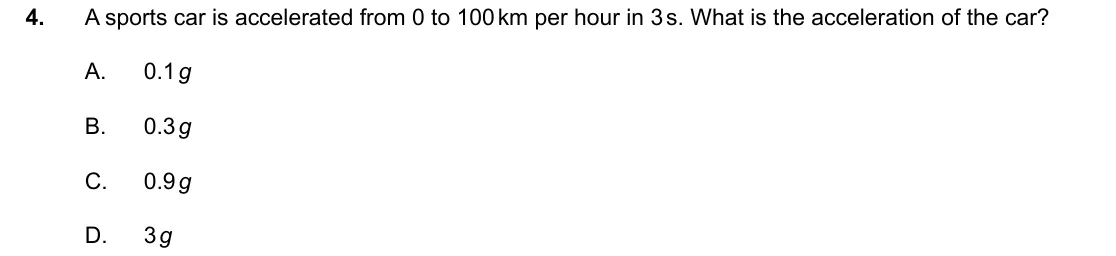 4. A sports car is accelerated from 0 to 100 km per hour in 3 s. What is the acceleration of the car?
A. 0.1 g
B. 0.3 g
C. 0.9 g
D. 3 g